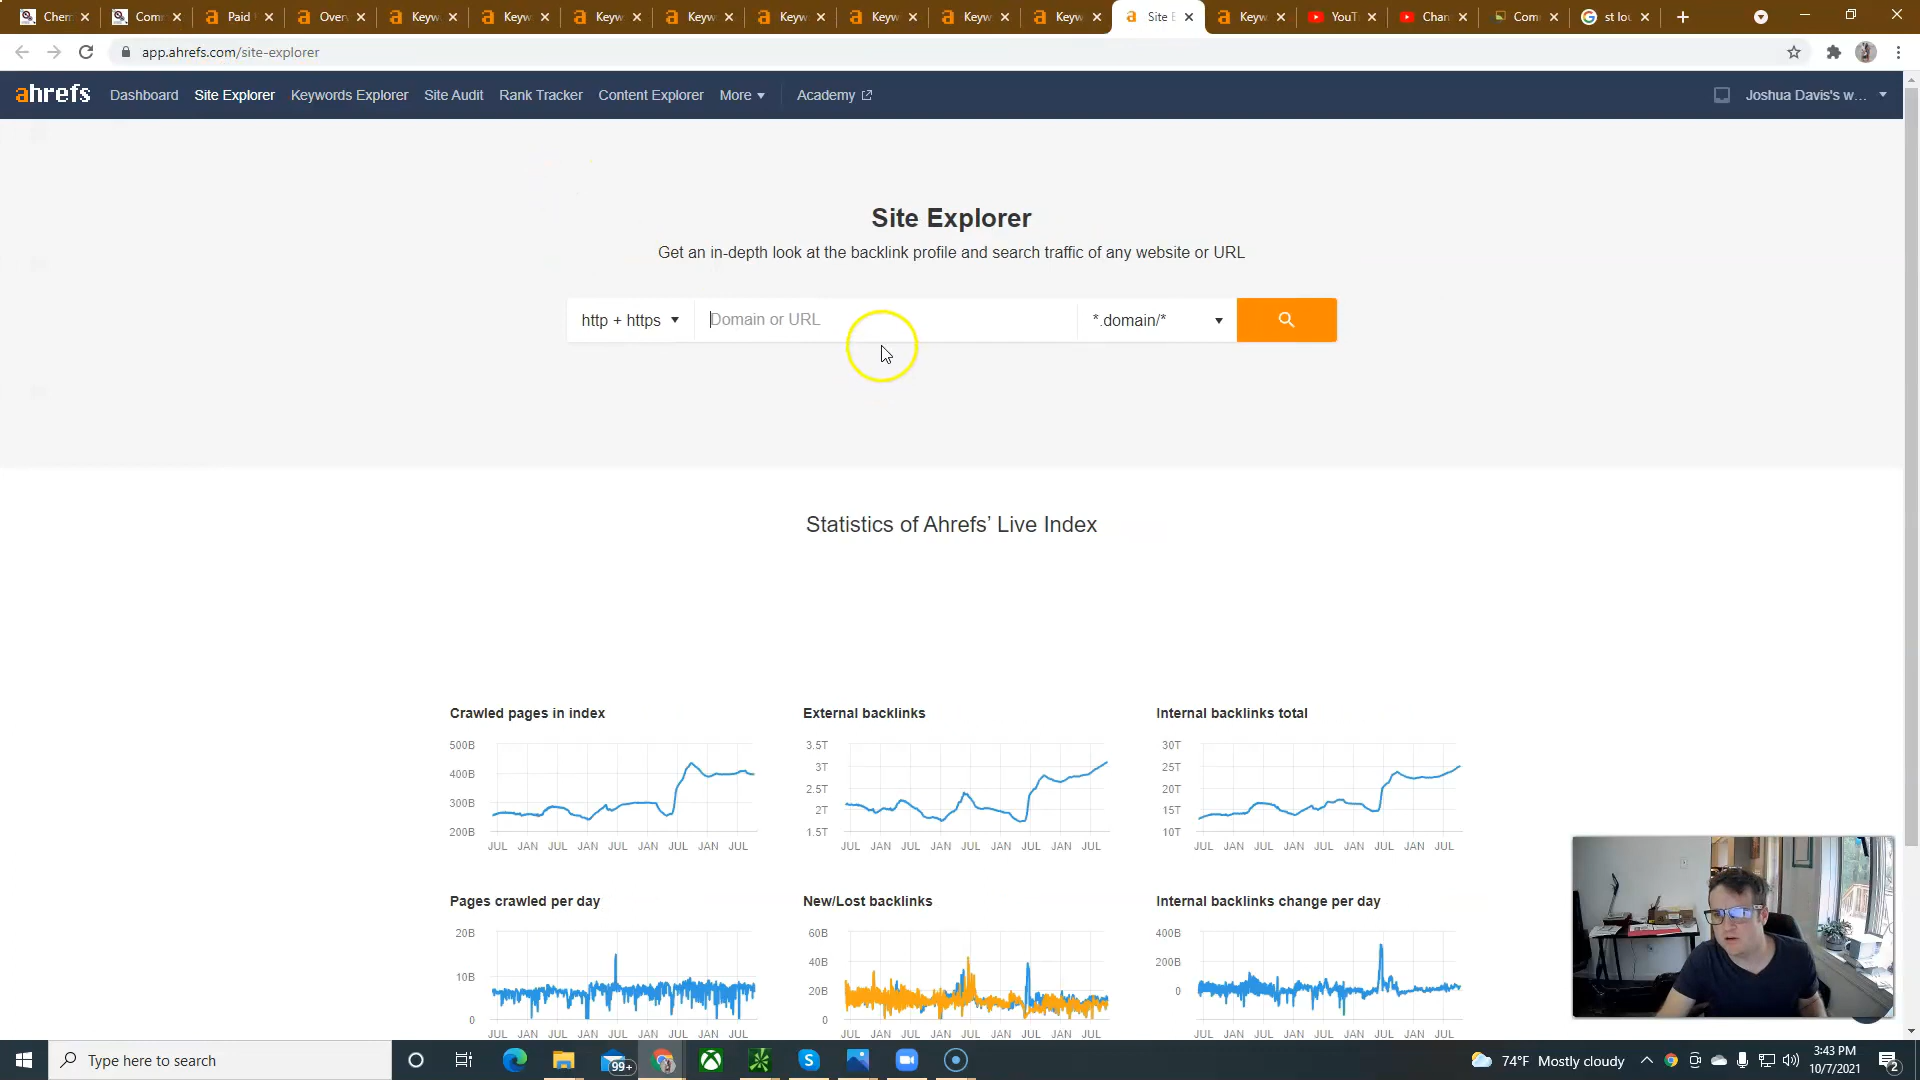 Chem
Com
Paid
Over
Keyw
Keyw
Keyw
Keyw
Keyw
Keyw
Keyw
Keyw
Site E
Keyw
YouT
Chan
Com
st lou
app.ahrefs.com/site-explorer
ahrefs
Dashboard
Site Explorer
Keywords Explorer
Site Audit
Rank Tracker
Content Explorer
More
Academy
Joshua Davis's w...
Site Explorer
Get an in-depth look at the backlink profile and search traffic of any website or URL
http + https
Domain or URL
*.domain/*
Statistics of Ahrefs’ Live Index
Crawled pages in index
500B
400B
300B
200B
JUL JAN JUL JAN JUL JAN JUL JAN JUL
External backlinks
3.5T
3T
2.5T
2T
1.5T
JUL JAN JUL JAN JUL JAN JUL JAN JUL
Internal backlinks total
30T
25T
20T
15T
10T
JUL JAN JUL JAN JUL JAN JUL JAN JUL
Pages crawled per day
20B
10B
0
JUL JAN JUL JAN JUL JAN JUL JAN JUL
New/Lost backlinks
60B
40B
20B
0
JUL JAN JUL JAN JUL JAN JUL JAN JUL
Internal backlinks change per day
400B
200B
0
JUL JAN JUL JAN JUL JAN JUL JAN JUL
Type here to search
99+
74°F Mostly cloudy
3:43 PM
10/7/2021
2